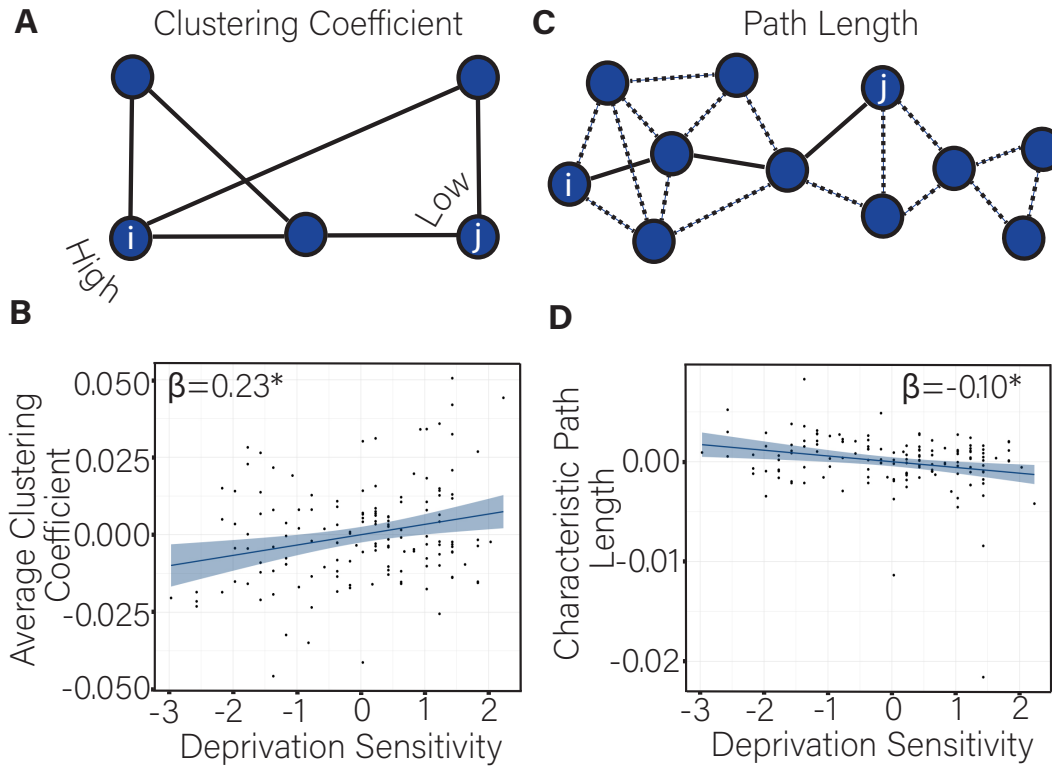 A
Clustering Coefficient
i
j
High
Low
C
Path Length
i
j
B
β=0.23*
Average Clustering
Coefficient
0.050
0.025
0.000
-0.025
-0.050
-3 -2 -1 0 1 2
Deprivation Sensitivity
D
β=-0.10*
Characteristic Path
Length
0.00
-0.01
-0.02
-3 -2 -1 0 1 2
Deprivation Sensitivity